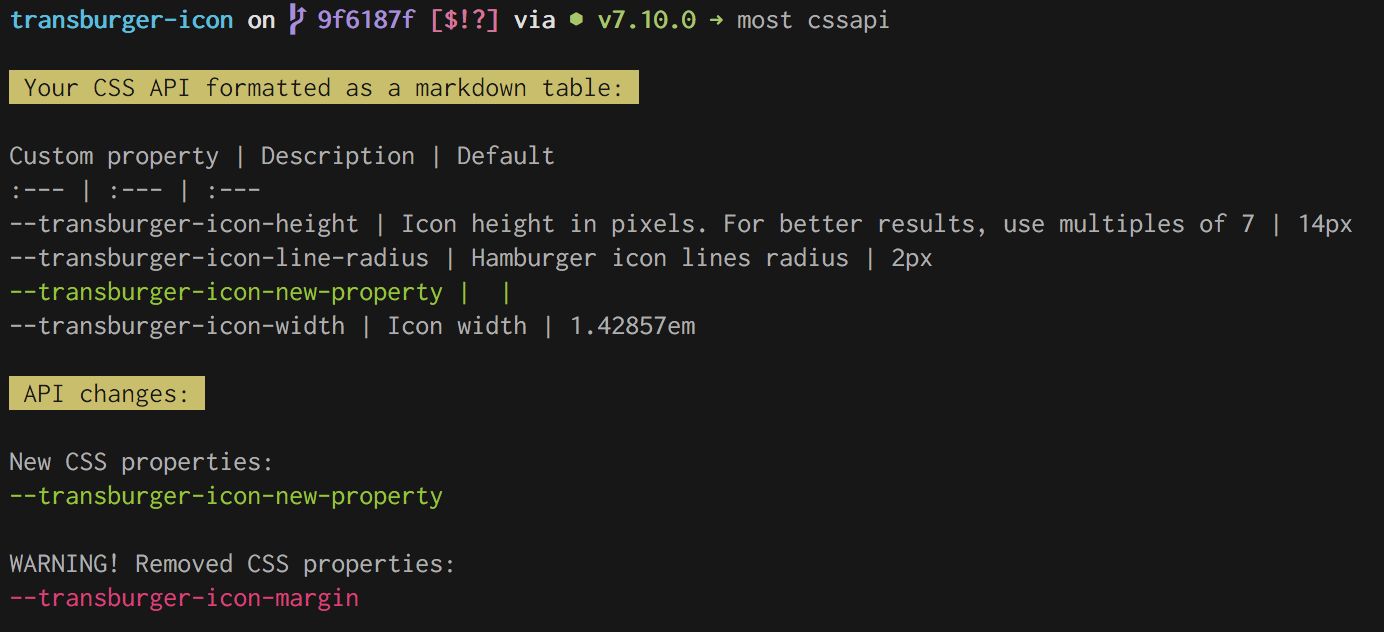 transburger-icon on 9f6187f [$!?] via ⬢ v7.10.0 → most cssapi
Your CSS API formatted as a markdown table:
Custom property | Description | Default
:--- | :--- | :---
--transburger-icon-height | Icon height in pixels. For better results, use multiples of 7 | 14px
--transburger-icon-line-radius | Hamburger icon lines radius | 2px
--transburger-icon-new-property |  |
--transburger-icon-width | Icon width | 1.42857em
API changes:
New CSS properties:
--transburger-icon-new-property
WARNING! Removed CSS properties:
--transburger-icon-margin